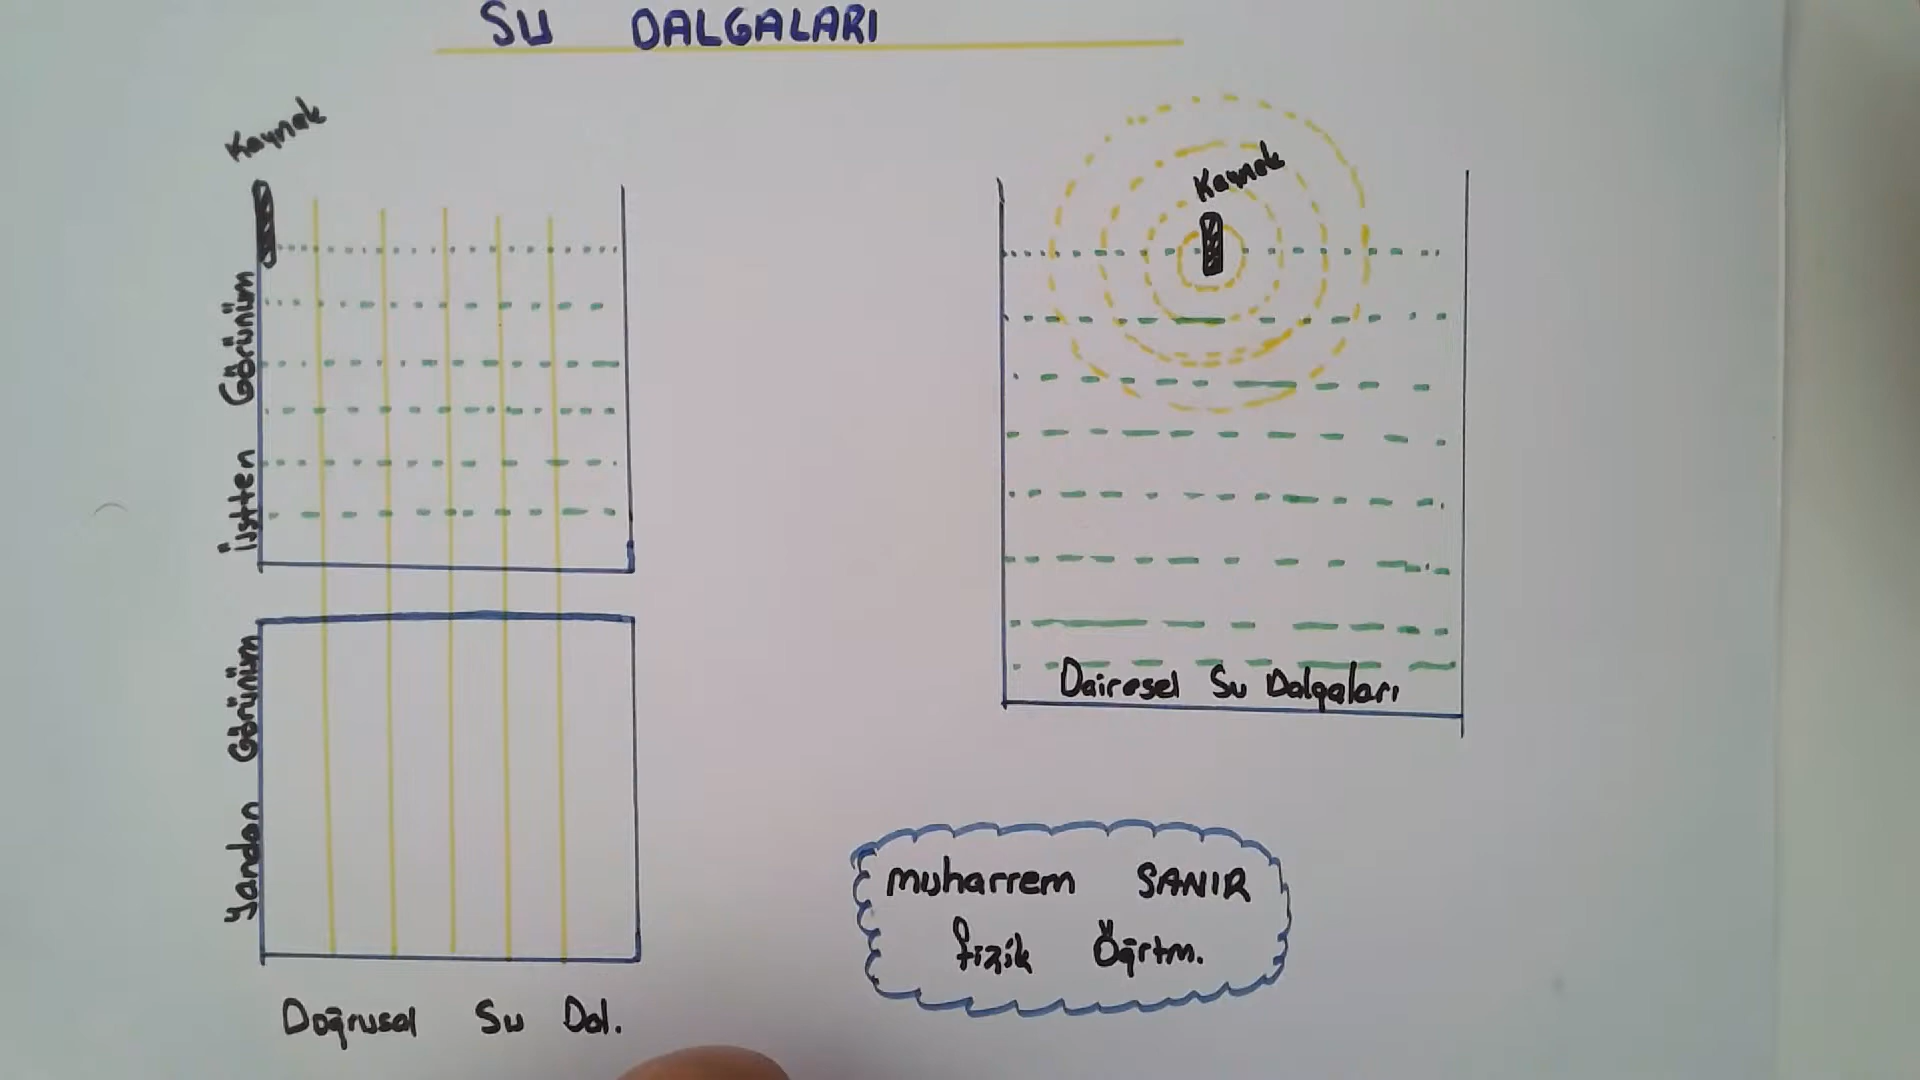 SU DALGALARI
Kaynak
Üstten Görünüm
Yandan Görünüm
Doğrusal Su Dal.
Kaynak
Dairesel Su Dalgaları
muharrem SANIR
fizik Öğrtm.